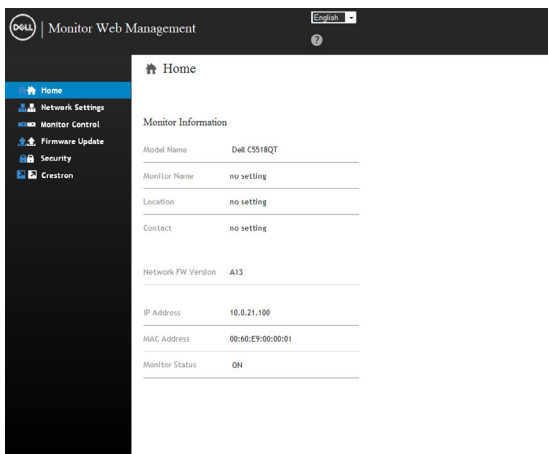 DELL
Monitor Web Management
English
?
Home
Home
Network Settings
Monitor Control
Firmware Update
Security
Crestron
Monitor Information
Model Name Dell C5518QT
Monitor Name no setting
Location no setting
Contact no setting
Network FW Version A13
IP Address 10.0.21.100
MAC Address 00:60:E9:00:00:01
Monitor Status ON